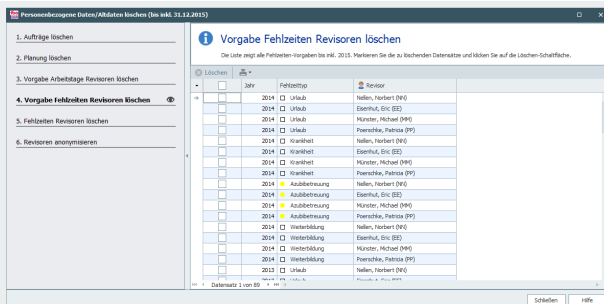 Personenbezogene Daten/Altdaten löschen (bis inkl. 31.12.2015)
1. Aufträge löschen
2. Planung löschen
3. Vorgabe Arbeitstage Revisoren löschen
4. Vorgabe Fehlzeiten Revisoren löschen
5. Fehlzeiten Revisoren löschen
6. Revisoren anonymisieren
Vorgabe Fehlzeiten Revisoren löschen
Die Liste zeigt alle Fehlzeiten-Vorgaben bis inkl. 2015. Markieren Sie die zu löschenden Datensätze und klicken Sie auf die Löschen-Schaltfläche.
Löschen
Jahr Fehlzeittyp Revisor
2014 Urlaub Nellen, Norbert (NN)
2014 Urlaub Eisenhut, Eric (EE)
2014 Urlaub Münster, Michael (MM)
2014 Urlaub Poerschke, Patricia (PP)
2014 Krankheit Nellen, Norbert (NN)
2014 Krankheit Eisenhut, Eric (EE)
2014 Krankheit Münster, Michael (MM)
2014 Krankheit Poerschke, Patricia (PP)
2014 Azubibetreuung Nellen, Norbert (NN)
2014 Azubibetreuung Eisenhut, Eric (EE)
2014 Azubibetreuung Münster, Michael (MM)
2014 Azubibetreuung Poerschke, Patricia (PP)
2014 Weiterbildung Nellen, Norbert (NN)
2014 Weiterbildung Eisenhut, Eric (EE)
2014 Weiterbildung Münster, Michael (MM)
2014 Weiterbildung Poerschke, Patricia (PP)
2013 Urlaub Nellen, Norbert (NN)
Datensatz 1 von 89
Schließen Hilfe